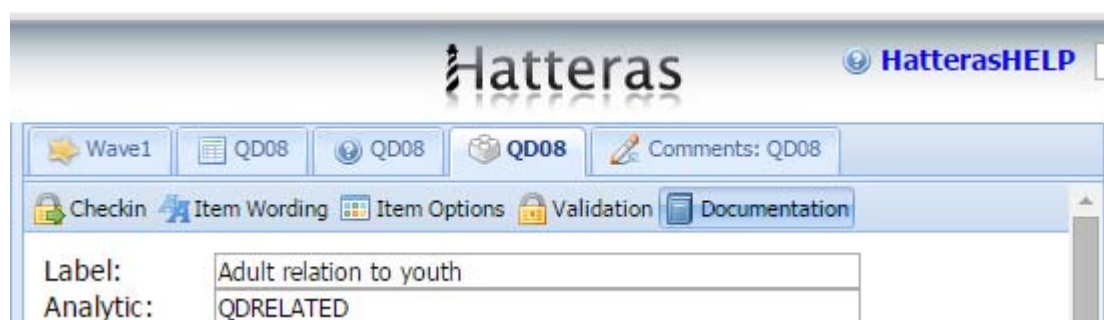 Hatteras HatterasHELP
Wave1 QD08 QD08 QD08 Comments: QD08
Checkin Item Wording Item Options Validation Documentation
Label: Adult relation to youth
Analytic: QDRELATED